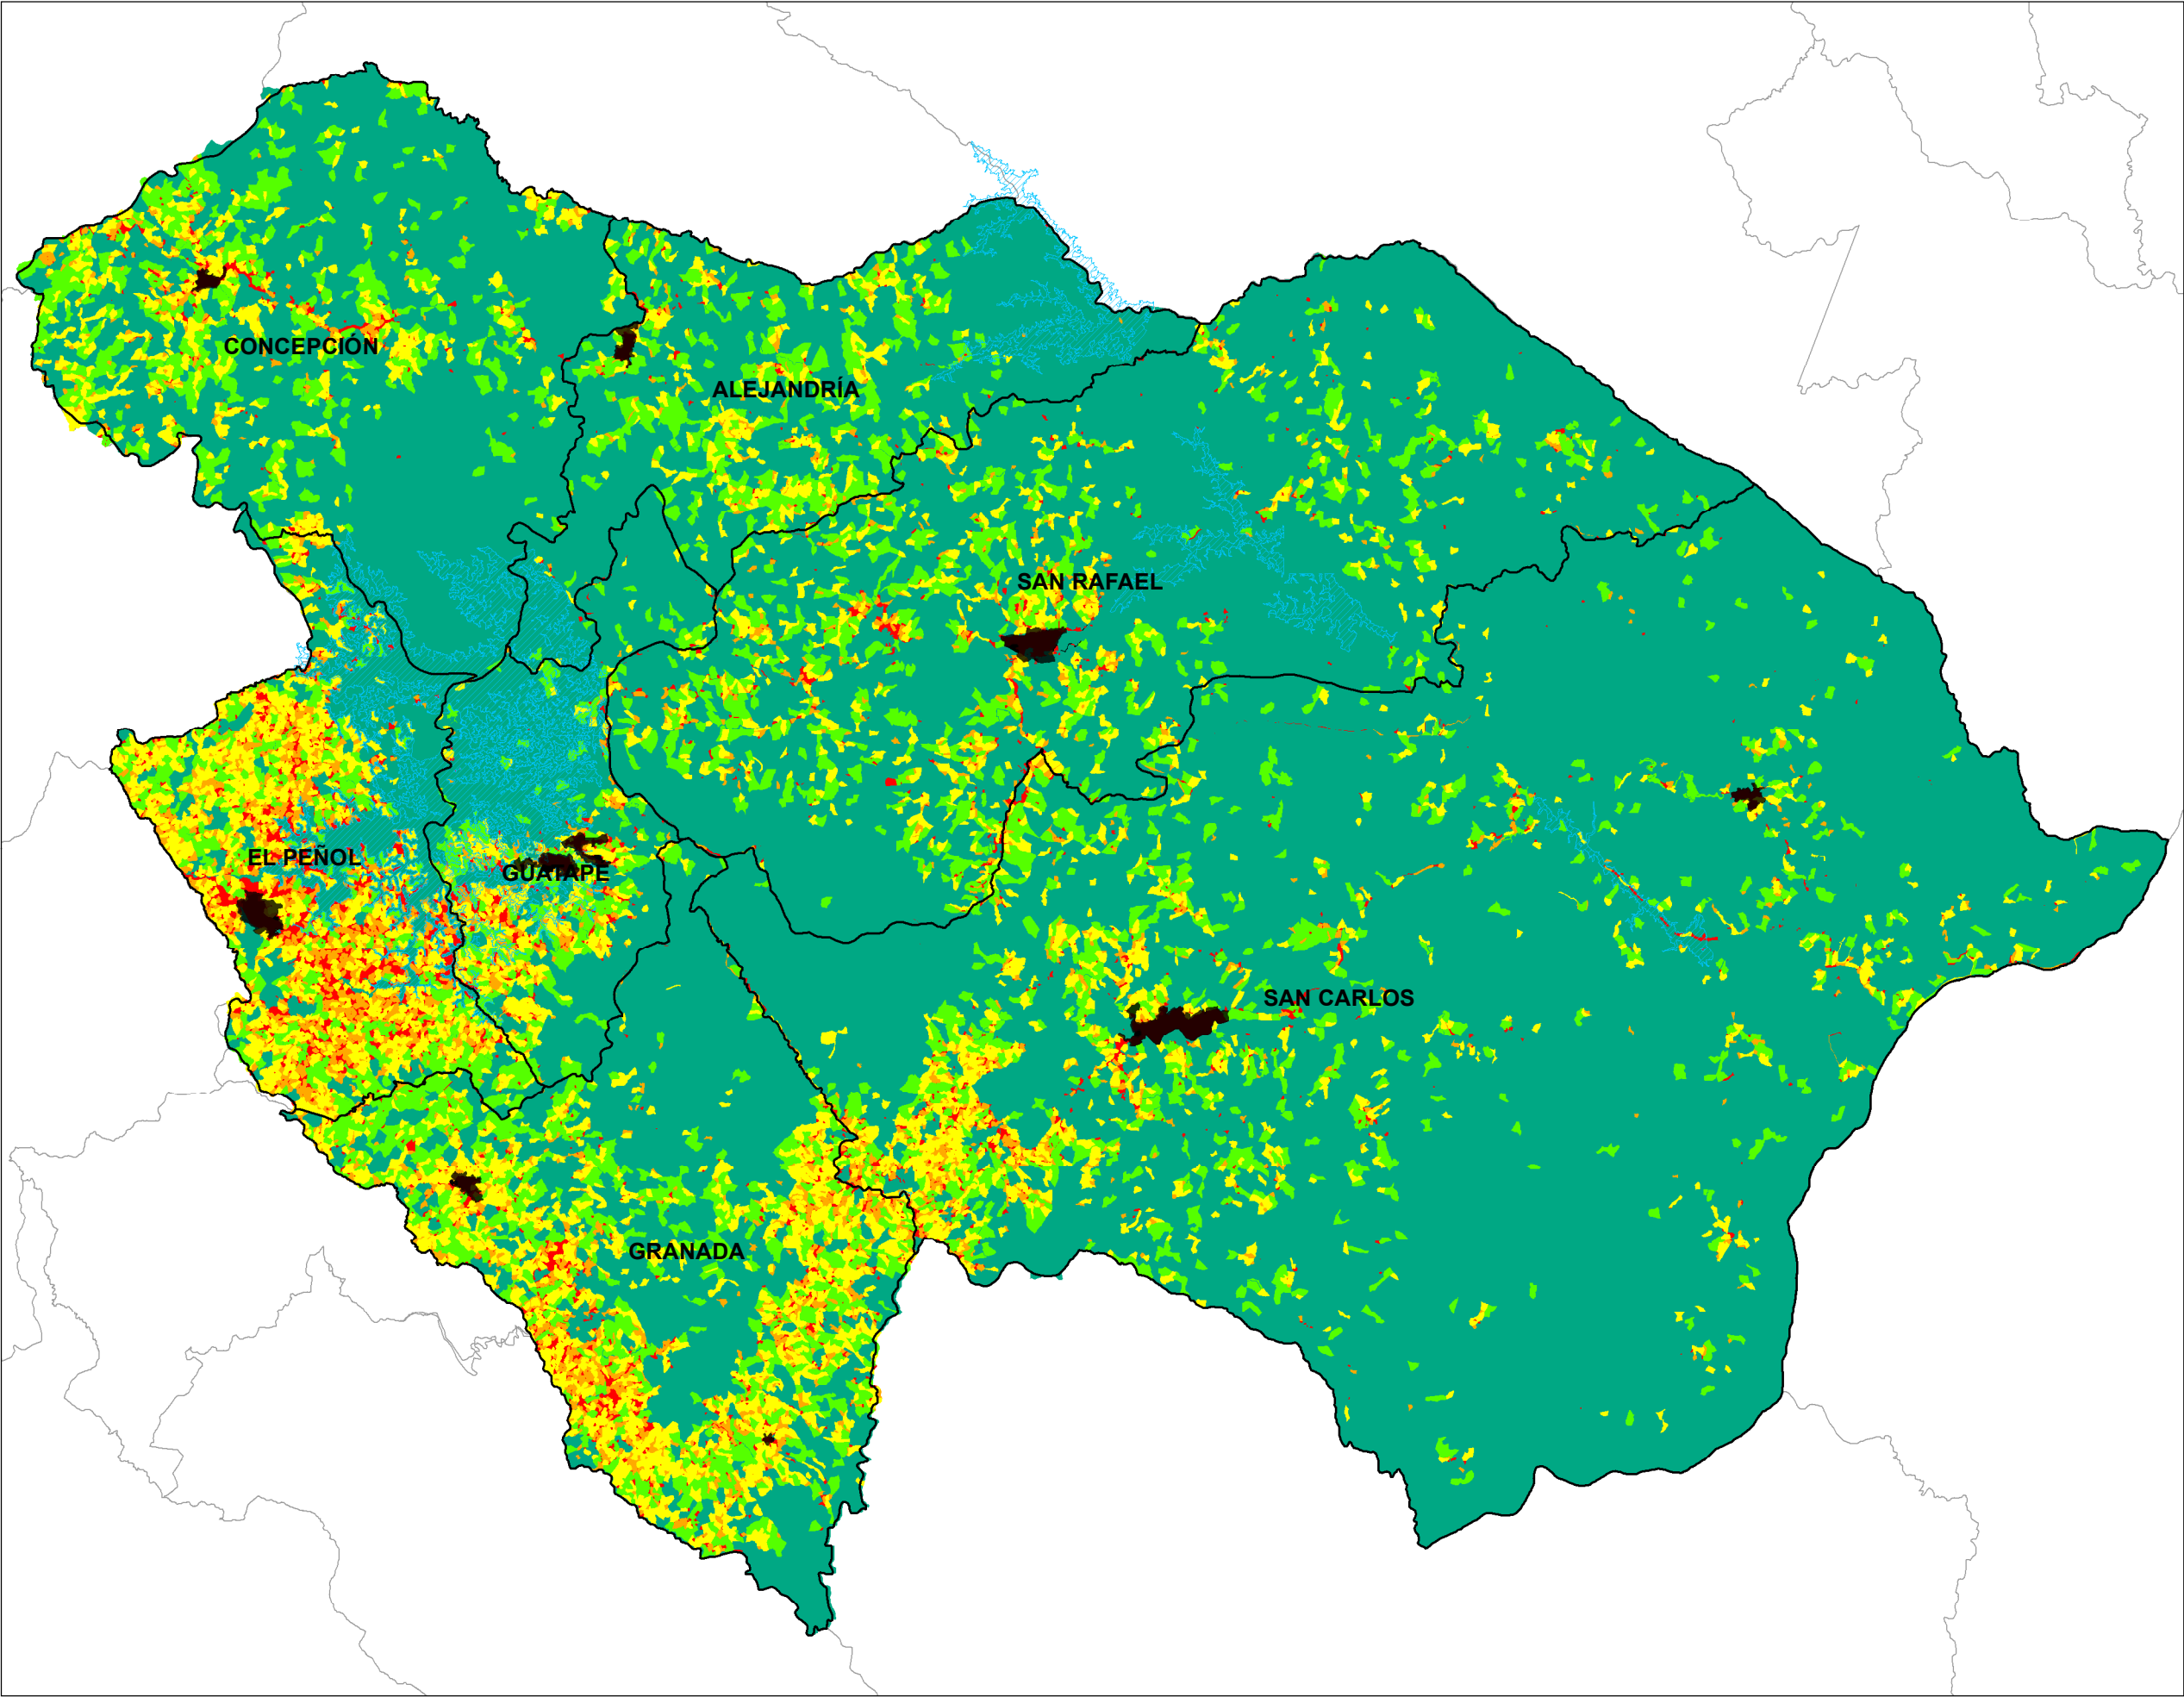 CONCEPCIÓN
ALEJANDRÍA
SAN RAFAEL
EL PEÑOL
GUATAPE
SAN CARLOS
GRANADA